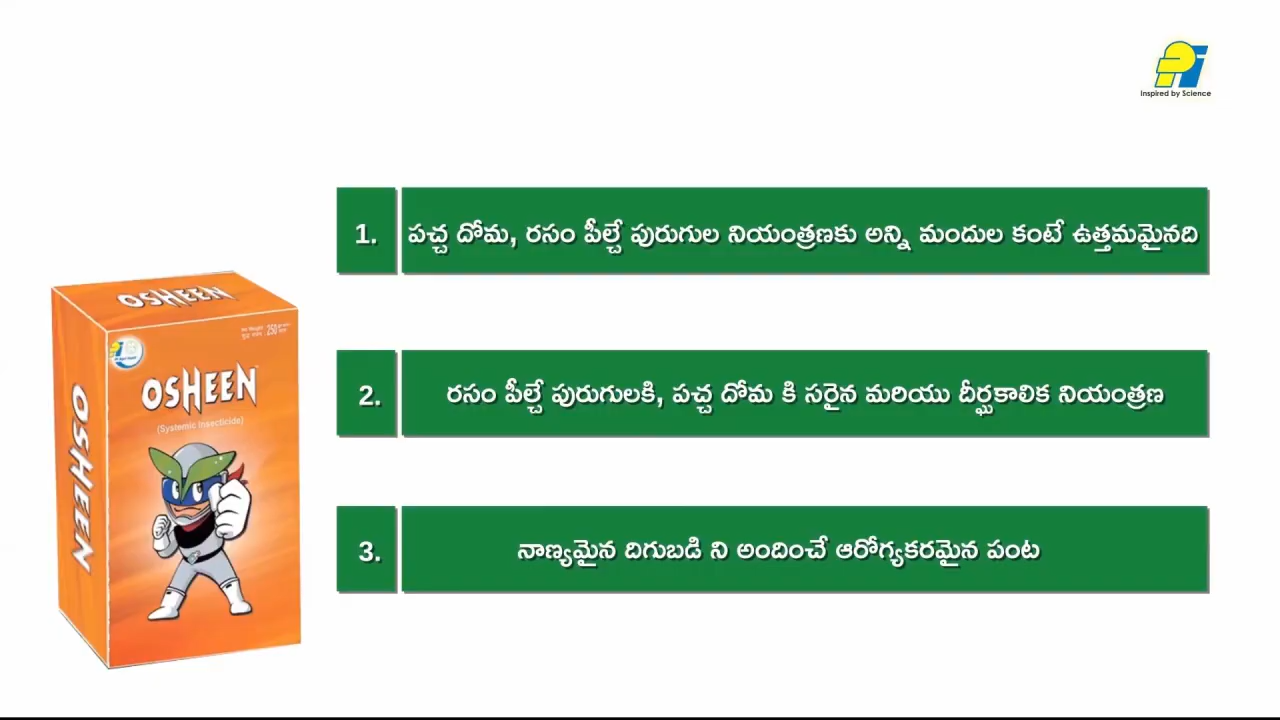 Inspired by Science
1. పచ్చ దోమ, రసం పీల్చే పురుగుల నియంత్రణకు అన్ని మందుల కంటే ఉత్తమమైనది
2. రసం పీల్చే పురుగులకి, పచ్చ దోమ కి సరైన మరియు దీర్ఘకాలిక నియంత్రణ
3. నాణ్యమైన దిగుబడి ని అందించే ఆరోగ్యకరమైన పంట
OSHEEN
250
OSHEEN
(Systemic Insecticide)
OSHEEN